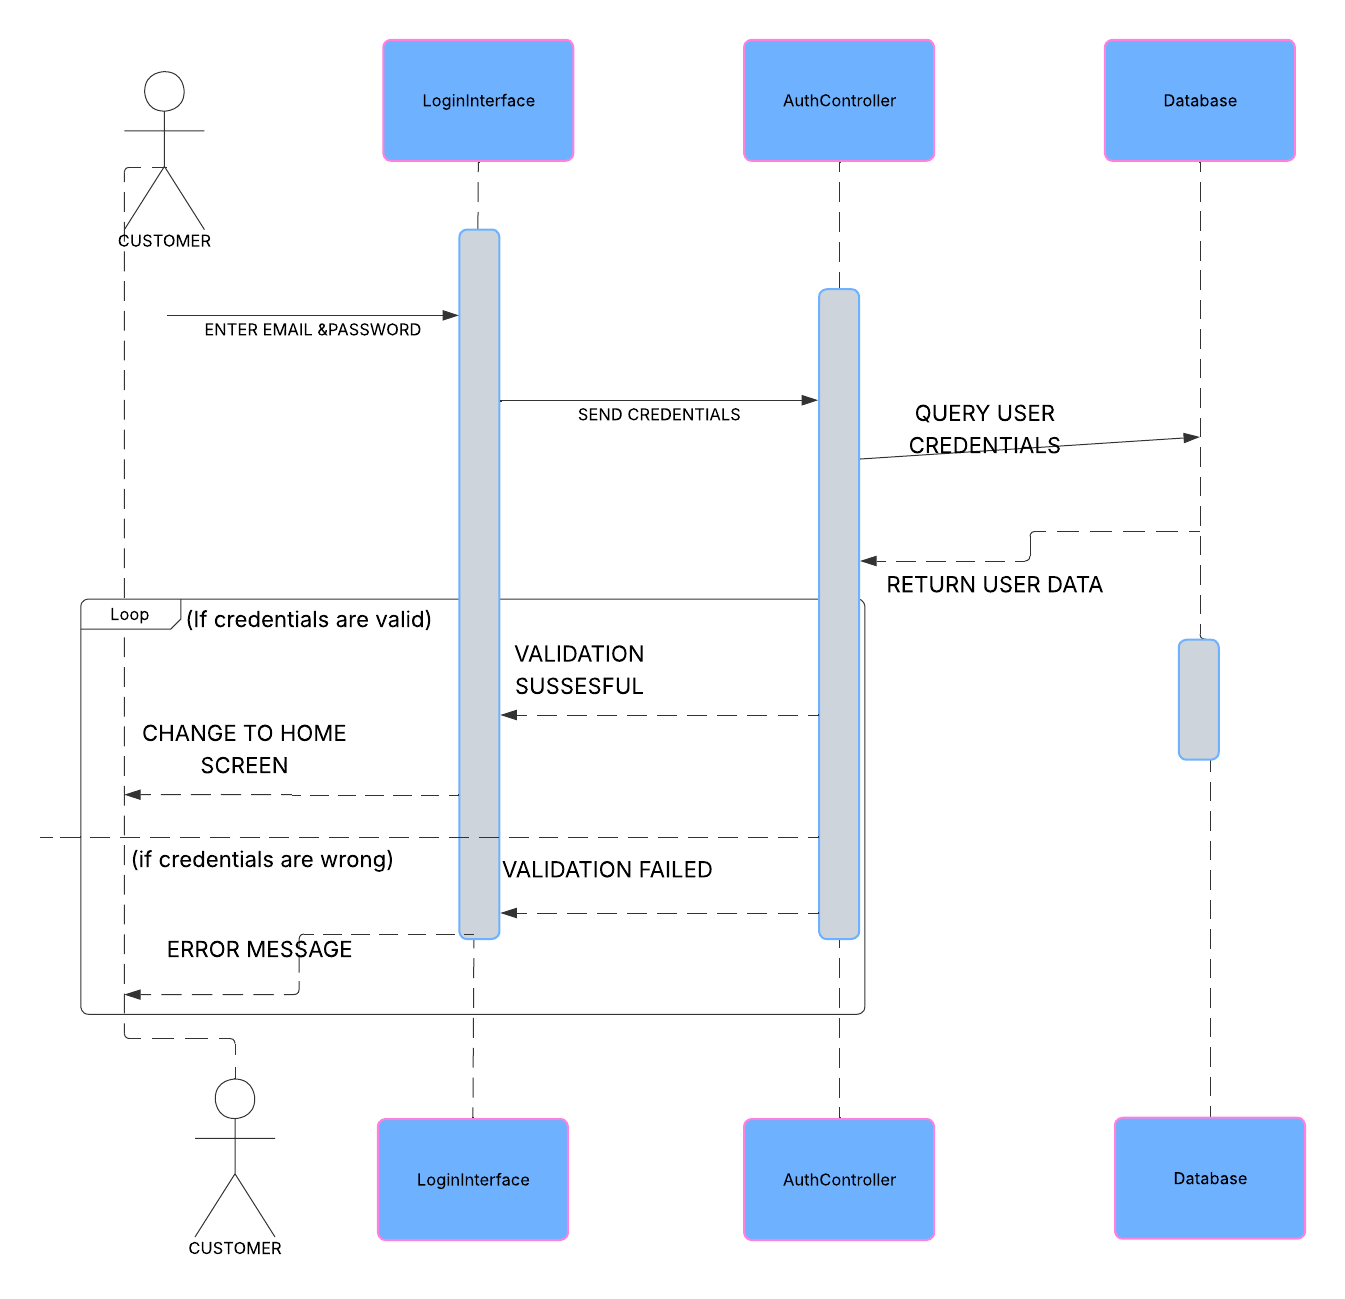 LoginInterface
AuthController
Database
CUSTOMER
ENTER EMAIL &PASSWORD
SEND CREDENTIALS
QUERY USER
CREDENTIALS
RETURN USER DATA
Loop
(If credentials are valid)
VALIDATION
SUSSESFUL
CHANGE TO HOME
SCREEN
(if credentials are wrong)
VALIDATION FAILED
ERROR MESSAGE
LoginInterface
AuthController
Database
CUSTOMER